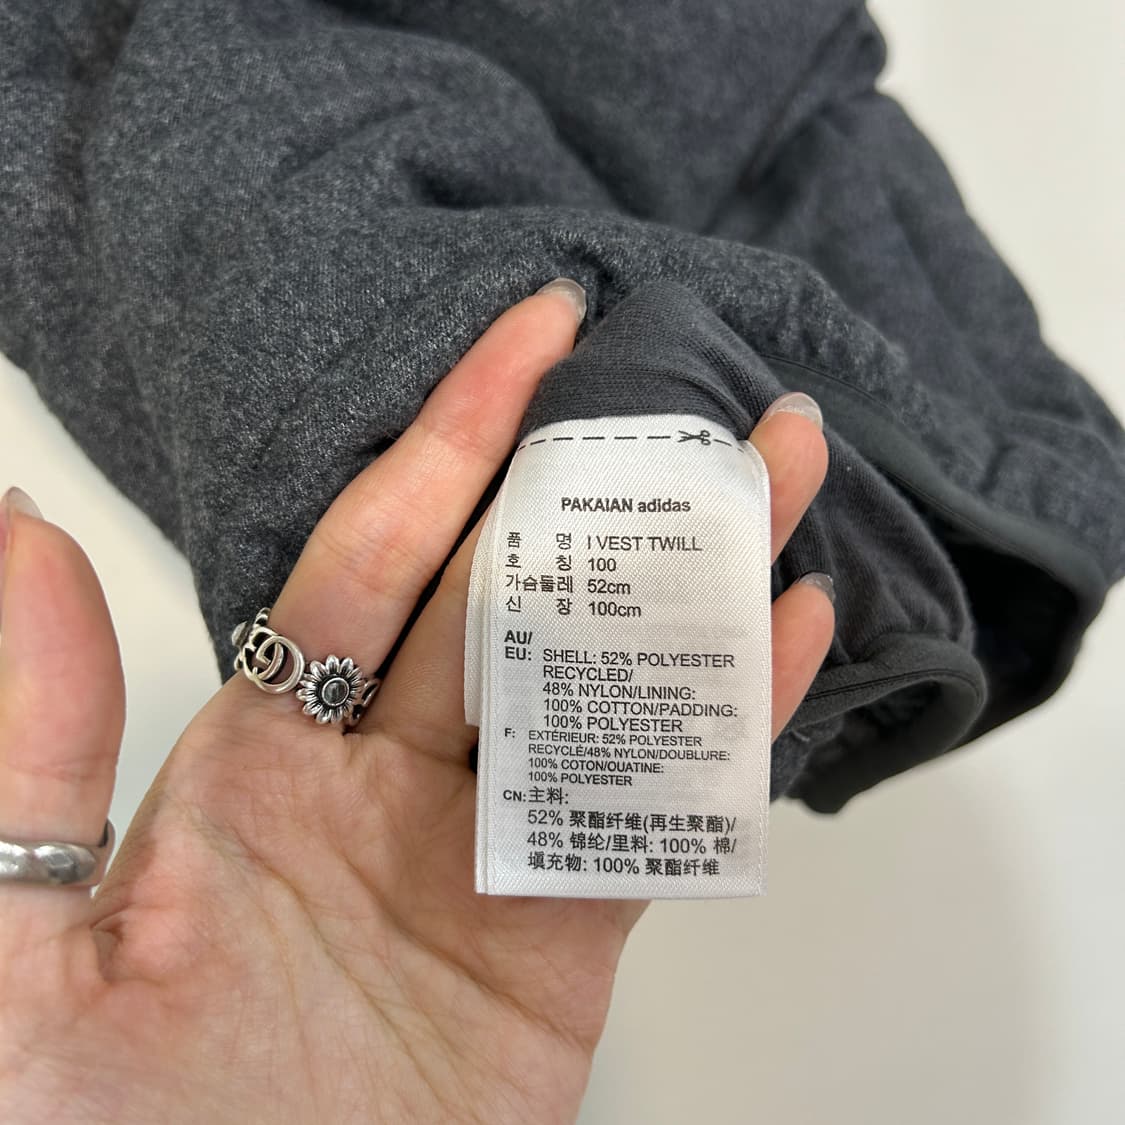 PAKAIAN adidas
품 명 I VEST TWILL
호 칭 100
가슴둘레 52cm
신 장 100cm
AU/
EU: SHELL: 52% POLYESTER
RECYCLED/
48% NYLON/LINING:
100% COTTON/PADDING:
100% POLYESTER
F: EXTÉRIEUR: 52% POLYESTER
RECYCLÉ/48% NYLON/DOUBLURE:
100% COTON/OUATINE:
100% POLYESTER
CN: 主料:
52% 聚酯纤维(再生聚酯)/
48% 锦纶/里料: 100% 棉/
填充物: 100% 聚酯纤维